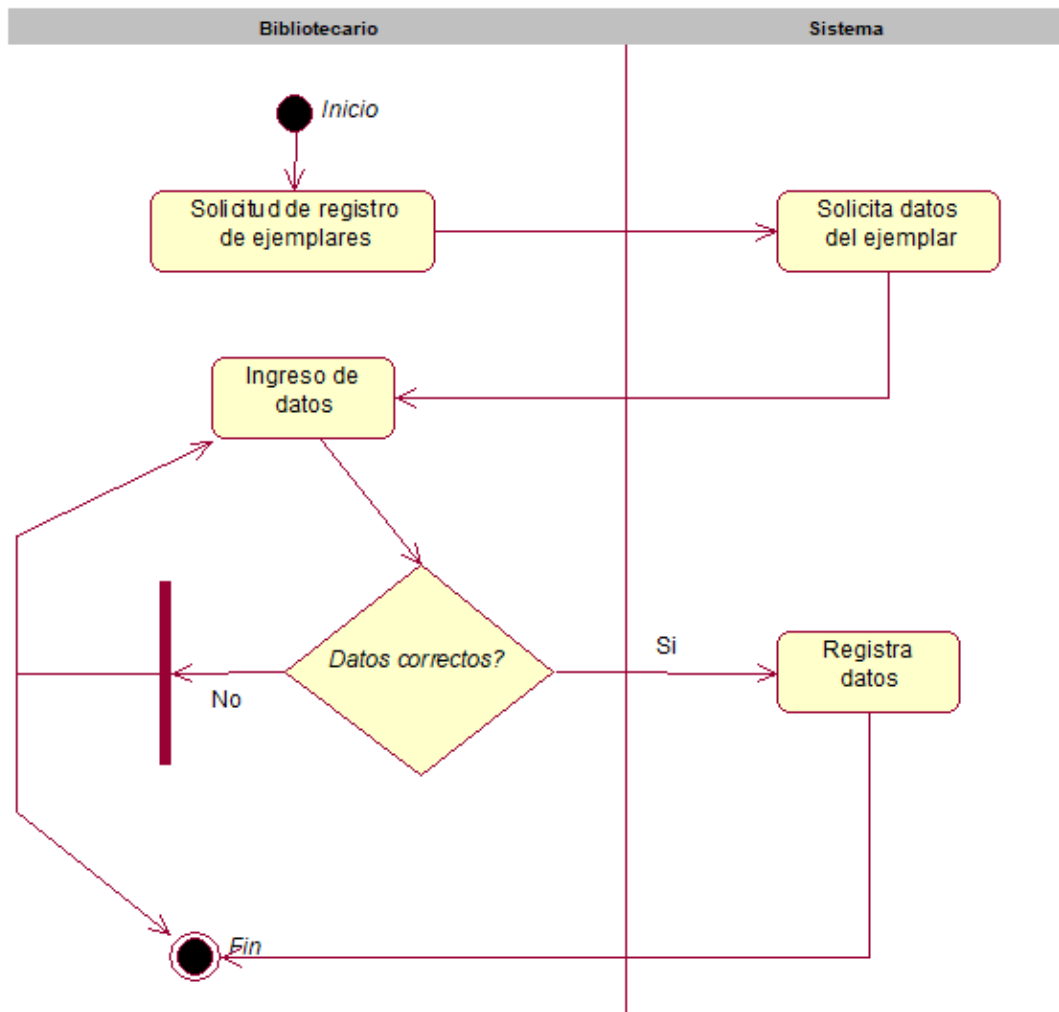 Bibliotecario
Sistema
Inicio
Solicitud de registro
de ejemplares
Solicita datos
del ejemplar
Ingreso de
datos
Datos correctos?
Si
No
Registra
datos
Fin